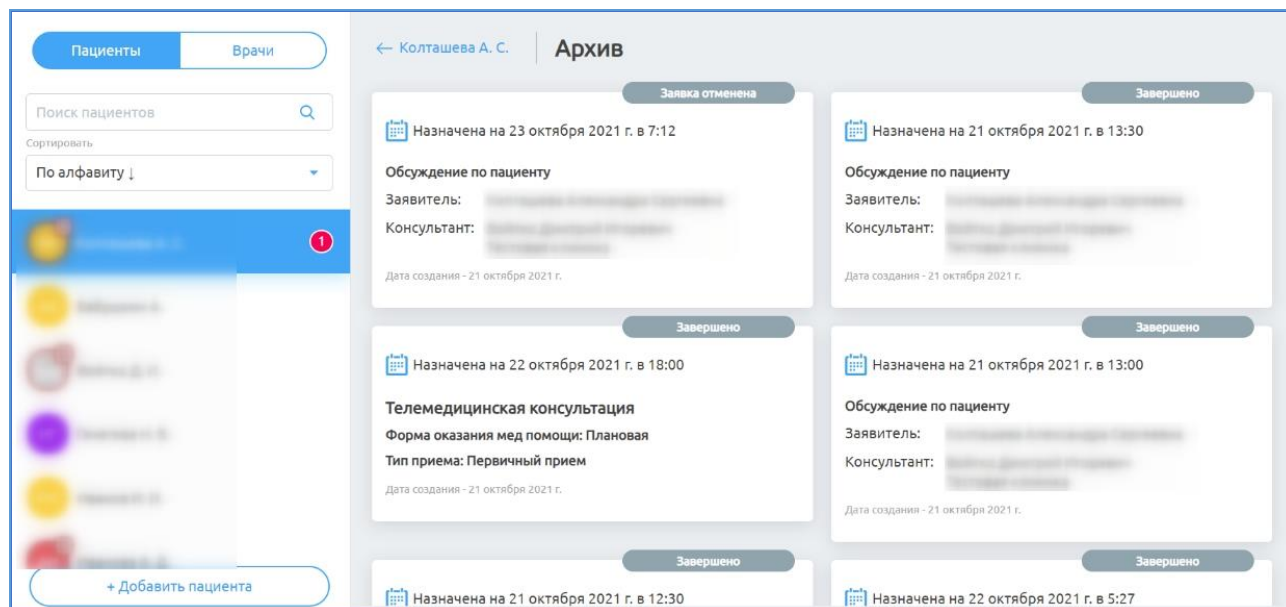 Пациенты
Врачи
Поиск пациентов
Сортировать
По алфавиту ↓
1
+ Добавить пациента
← Колташева А. С.
Архив
Заявка отменена
Назначена на 23 октября 2021 г. в 7:12
Обсуждение по пациенту
Заявитель:
Консультант:
Дата создания - 21 октября 2021 г.
Завершено
Назначена на 21 октября 2021 г. в 13:30
Обсуждение по пациенту
Заявитель:
Консультант:
Дата создания - 21 октября 2021 г.
Завершено
Назначена на 22 октября 2021 г. в 18:00
Телемедицинская консультация
Форма оказания мед помощи: Плановая
Тип приема: Первичный прием
Дата создания - 21 октября 2021 г.
Завершено
Назначена на 21 октября 2021 г. в 13:00
Обсуждение по пациенту
Заявитель:
Консультант:
Дата создания - 21 октября 2021 г.
Завершено
Назначена на 21 октября 2021 г. в 12:30
Завершено
Назначена на 22 октября 2021 г. в 5:27